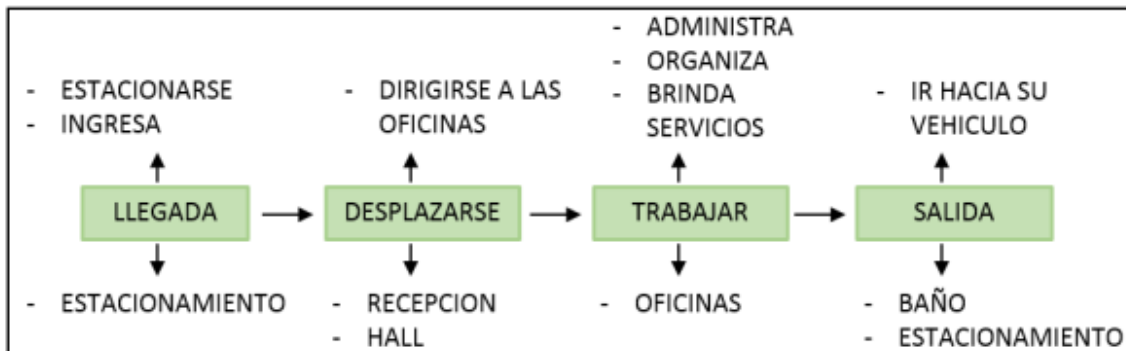 - ESTACIONARSE
- INGRESA
- DIRIGIRSE A LAS
OFICINAS
- ADMINISTRA
- ORGANIZA
- BRINDA
SERVICIOS
- IR HACIA SU
VEHICULO
LLEGADA
DESPLAZARSE
TRABAJAR
SALIDA
- ESTACIONAMIENTO
- RECEPCION
- HALL
- OFICINAS
- BAÑO
- ESTACIONAMIENTO